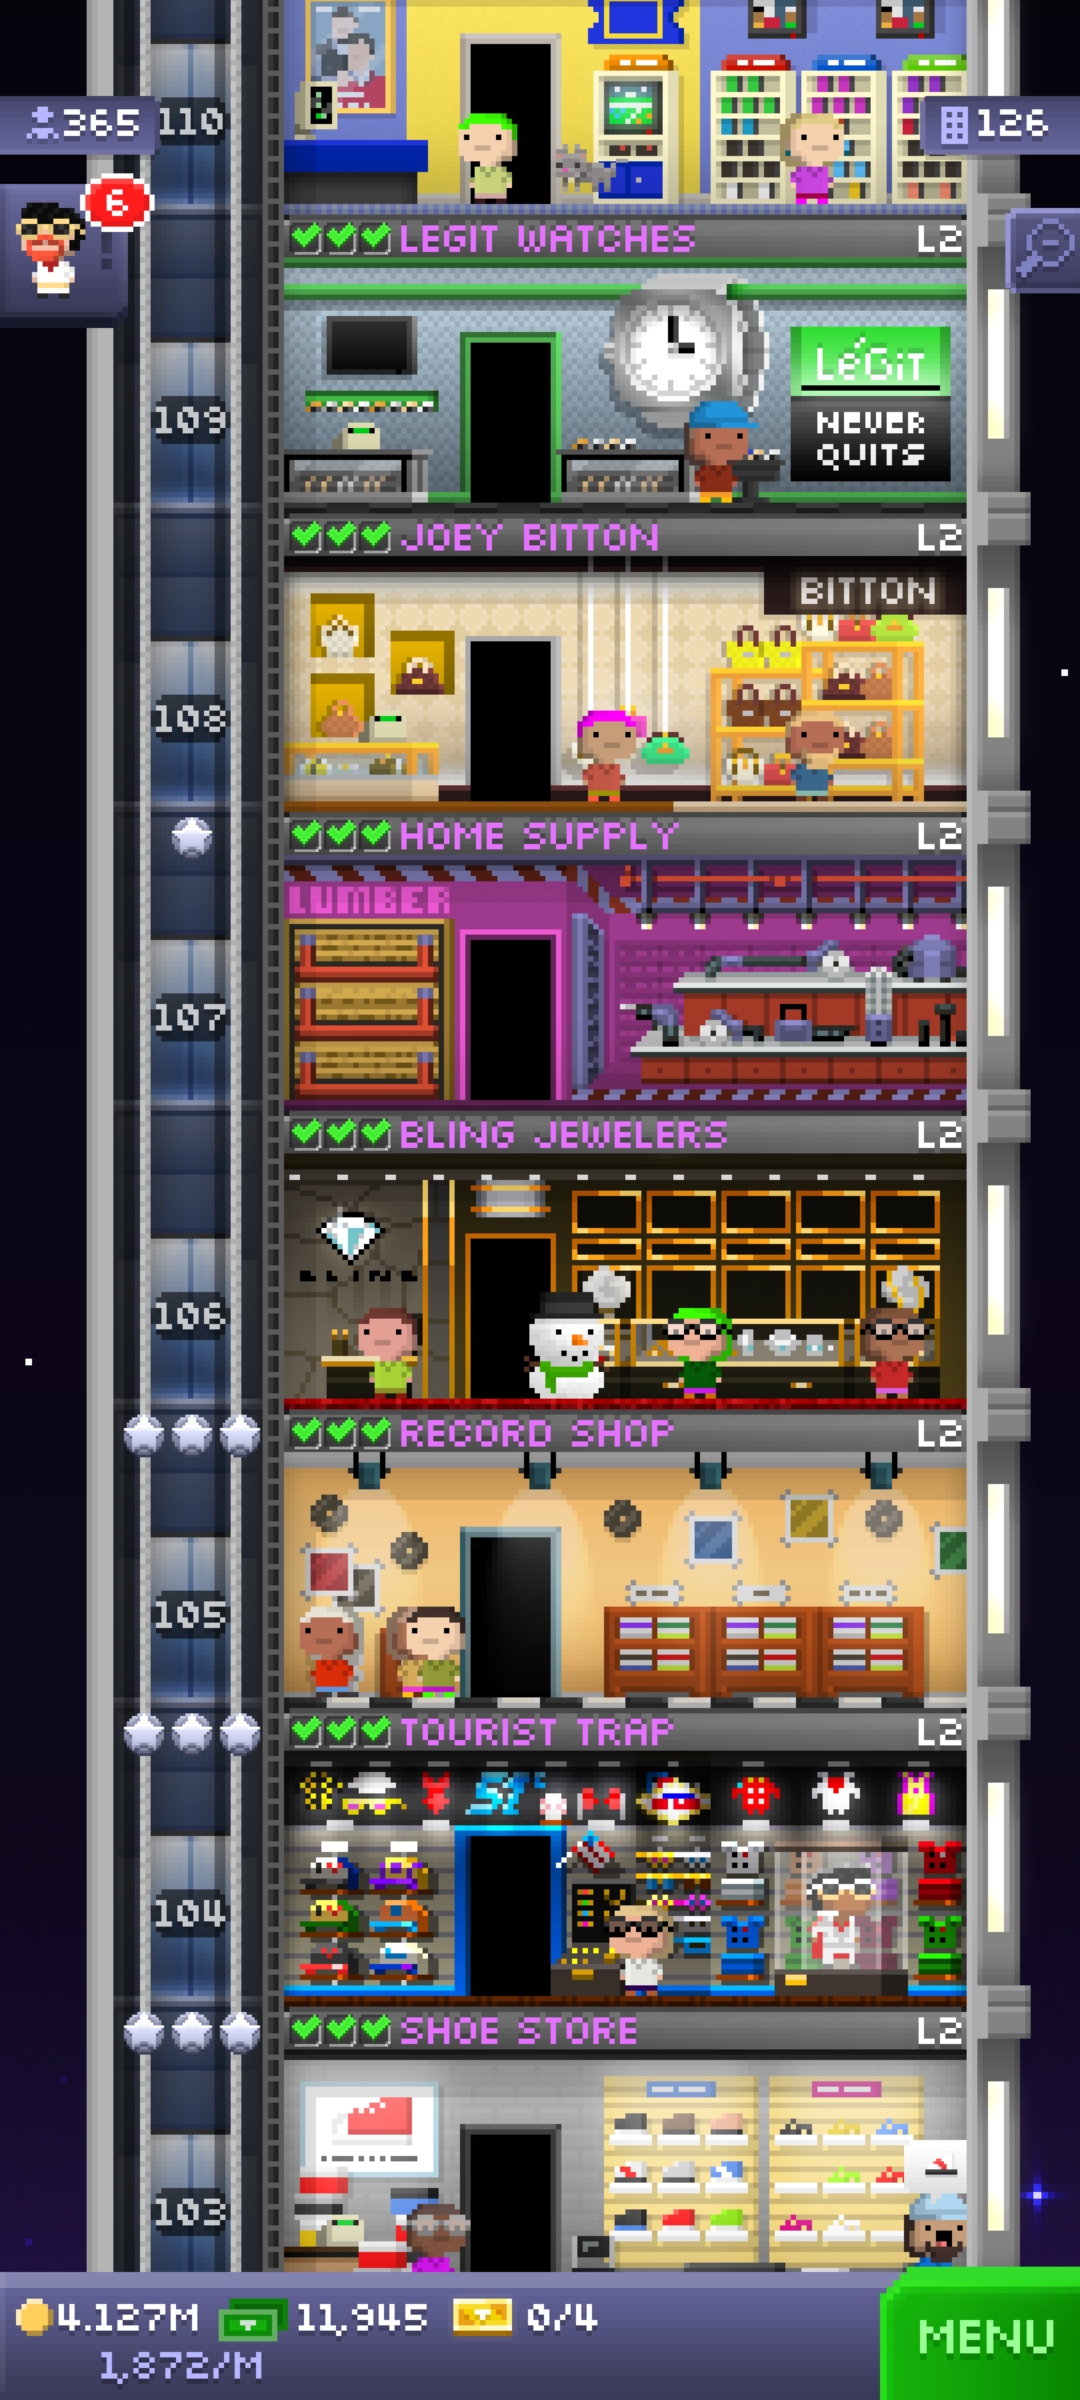 365
110
126
6
LEGIT WATCHES L2
LéGiT
109
NEVER
QUITS
JOEY BITTON L2
BITTON
108
HOME SUPPLY L2
LUMBER
107
BLING JEWELERS L2
BLING
106
RECORD SHOP L2
105
TOURIST TRAP L2
104
SHOE STORE L2
103
4.127M 11,945 0/4
1,872/M
MENU